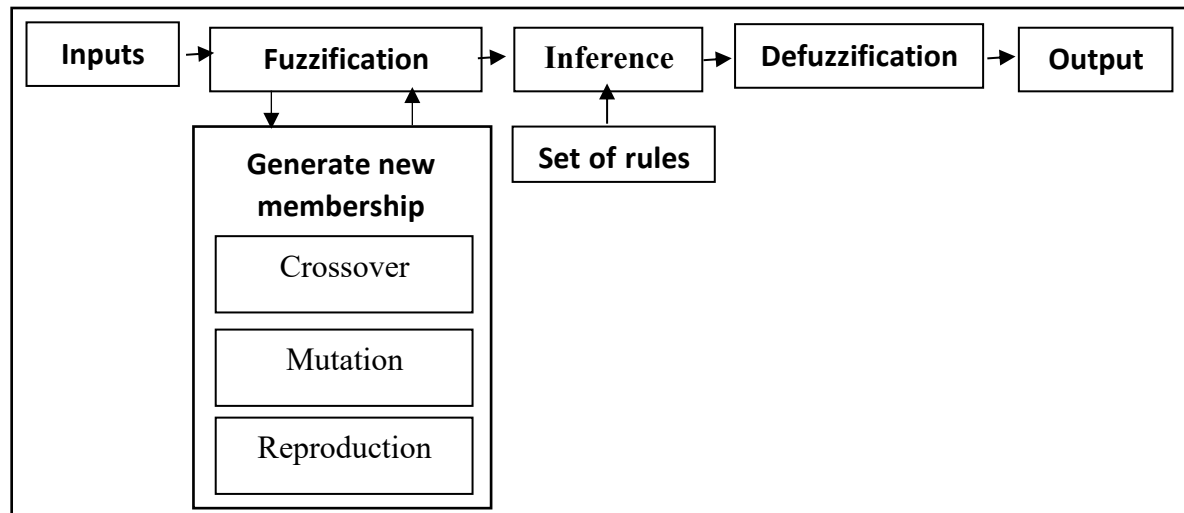 Inputs
Fuzzification
Inference
Defuzzification
Output
Set of rules
Generate new
membership
Crossover
Mutation
Reproduction